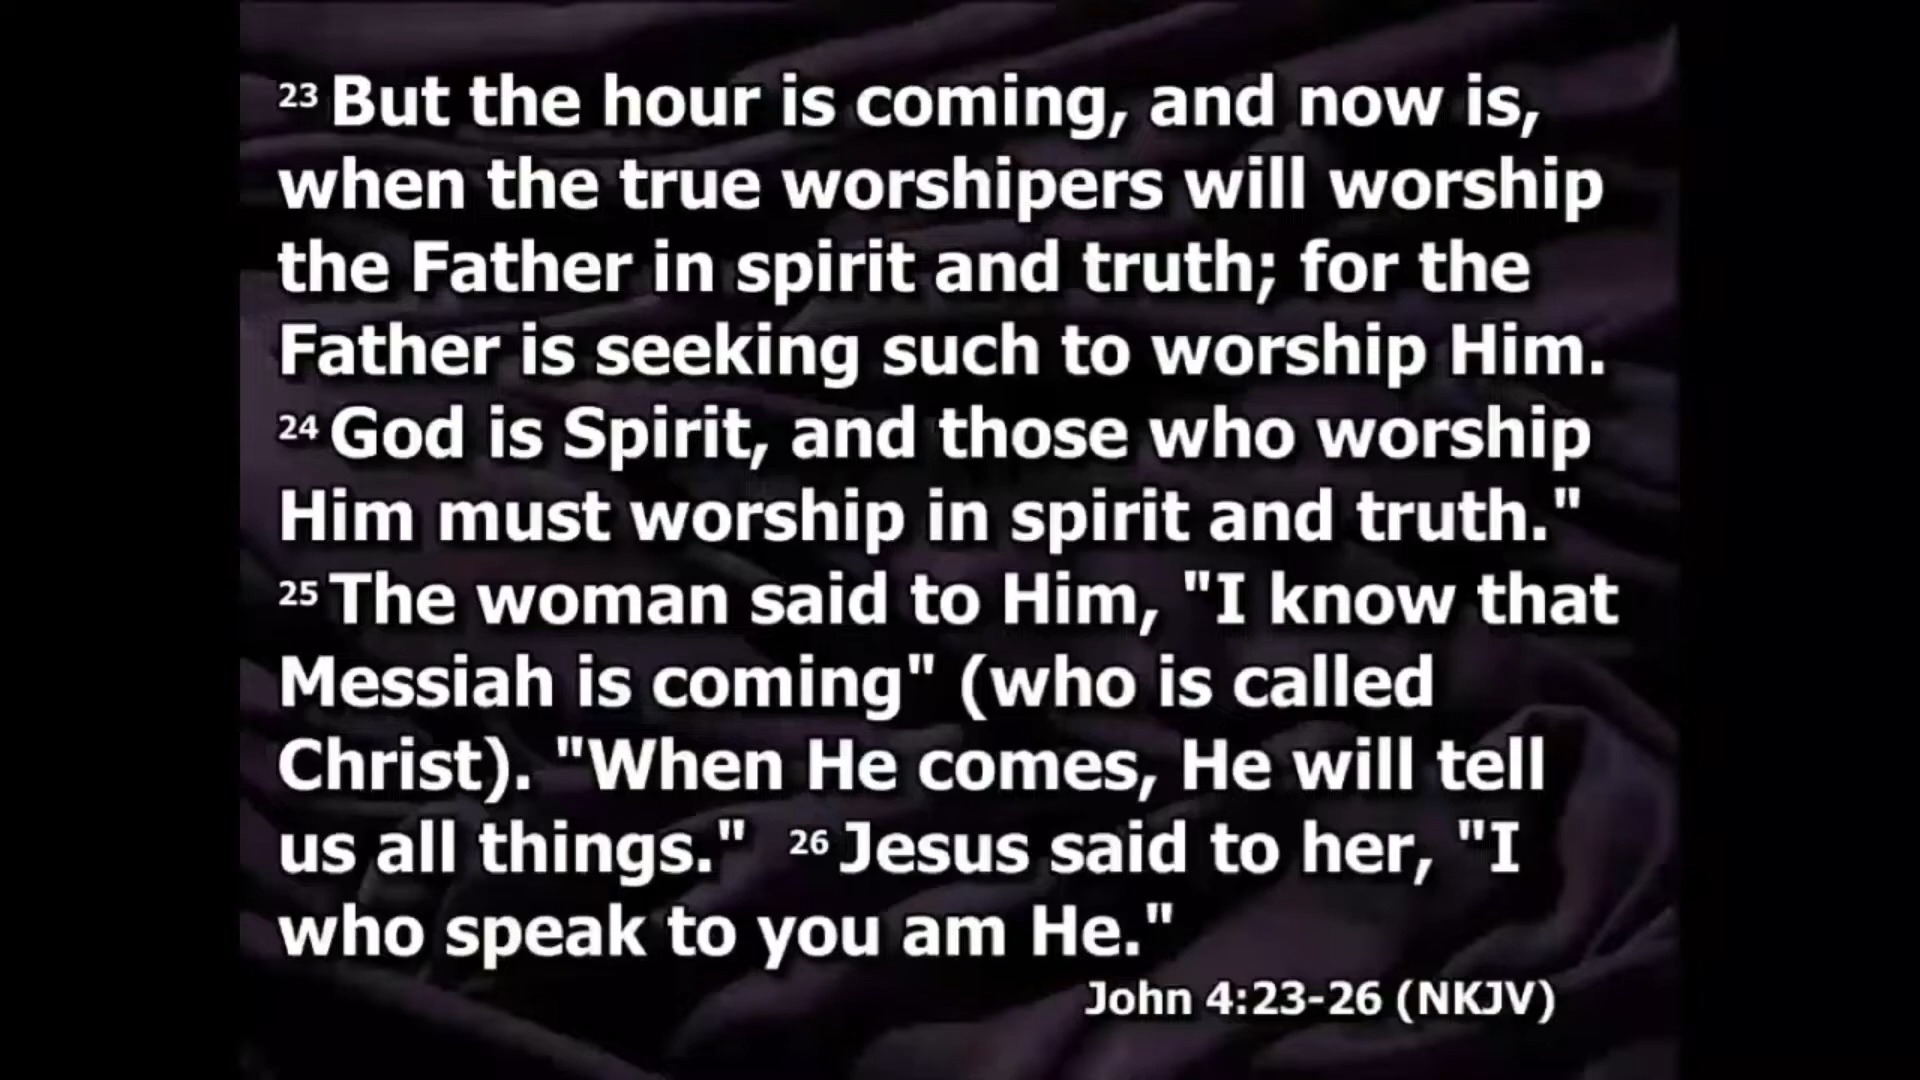 23 But the hour is coming, and now is,
when the true worshipers will worship
the Father in spirit and truth; for the
Father is seeking such to worship Him.
24 God is Spirit, and those who worship
Him must worship in spirit and truth."
25 The woman said to Him, "I know that
Messiah is coming" (who is called
Christ). "When He comes, He will tell
us all things."  26 Jesus said to her, "I
who speak to you am He."
John 4:23-26 (NKJV)